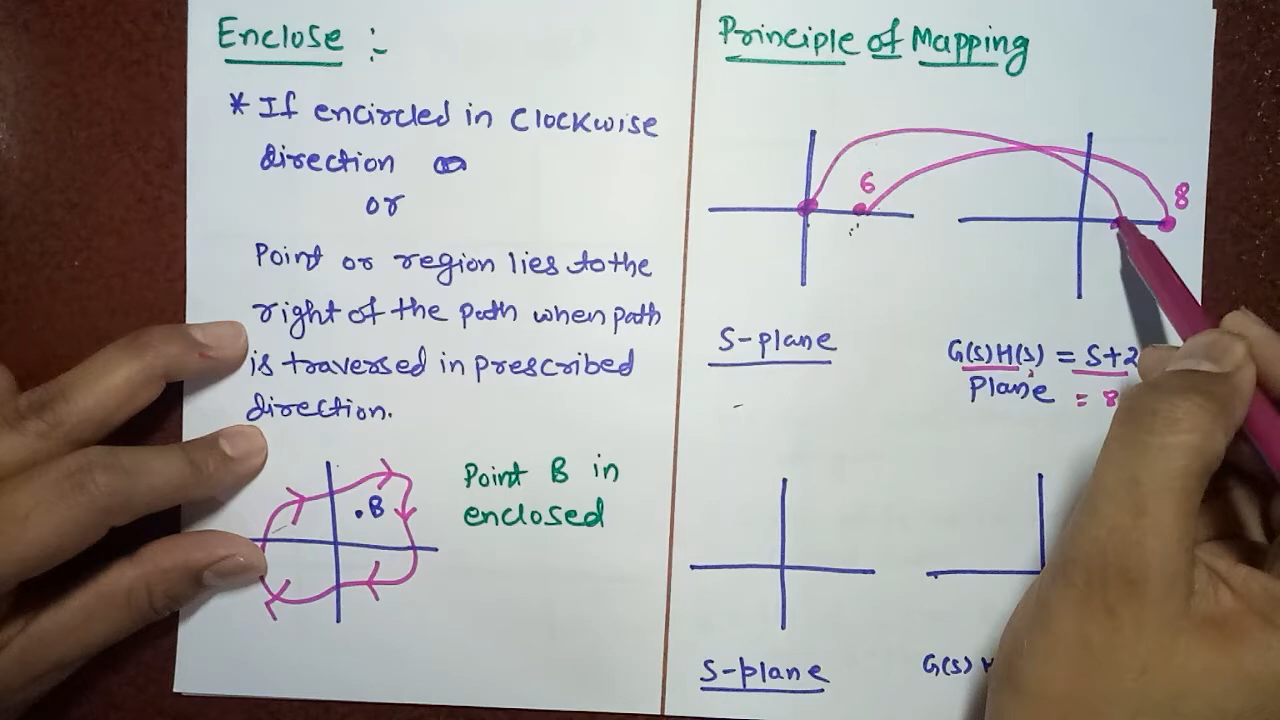 Enclose :-
* If encircled in Clockwise
direction
or
Point or region lies to the
right of the path when path
is traversed in prescribed
direction.
.B
Point B in
enclosed
Principle of Mapping
6
8
S-plane
G(s)H(s) = S+2
Plane = 8
S-plane
G(s) H